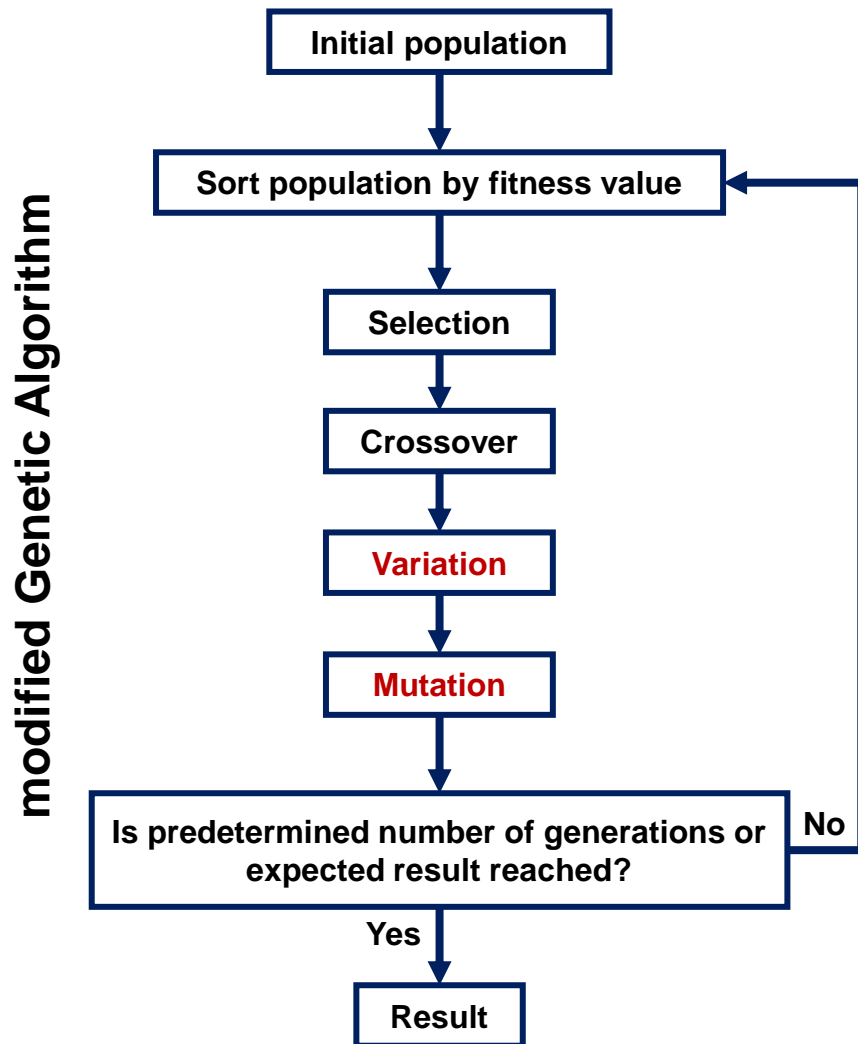 modified Genetic Algorithm
Initial population
Sort population by fitness value
Selection
Crossover
Variation
Mutation
Is predetermined number of generations or
expected result reached?
No
Yes
Result